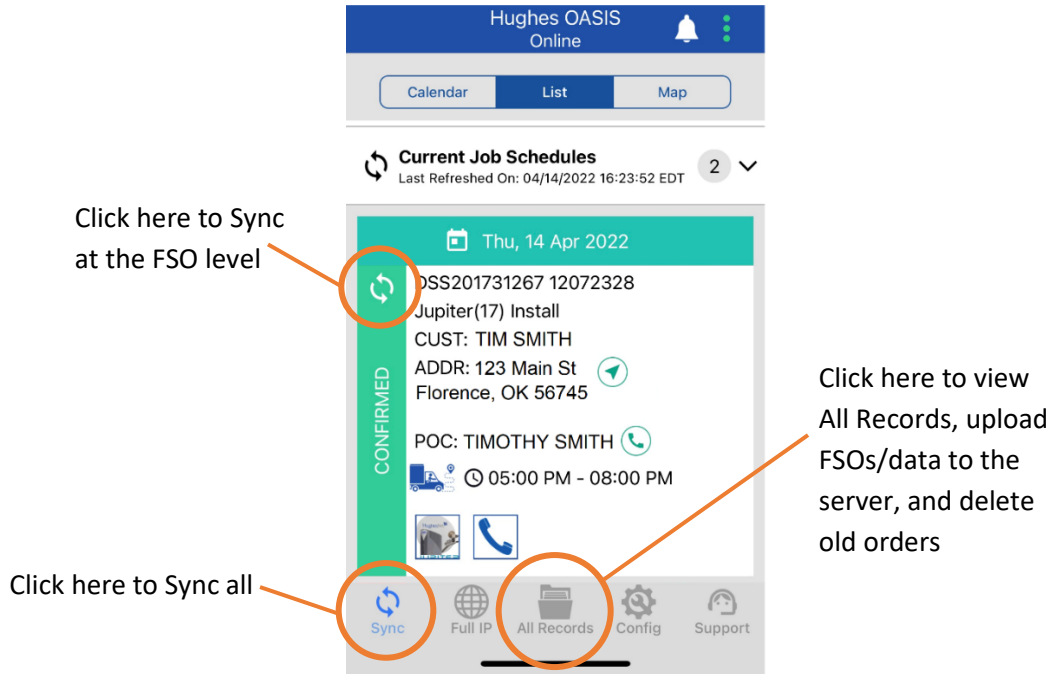 Hughes OASIS
Online
Calendar
List
Map
Current Job Schedules
Last Refreshed On: 04/14/2022 16:23:52 EDT
2
Click here to Sync
at the FSO level
Thu, 14 Apr 2022
CONFIRMED
DSS201731267 12072328
Jupiter(17) Install
CUST: TIM SMITH
ADDR: 123 Main St
Florence, OK 56745
POC: TIMOTHY SMITH
05:00 PM - 08:00 PM
Click here to view
All Records, upload
FSOs/data to the
server, and delete
old orders
Click here to Sync all
Sync
Full IP
All Records
Config
Support